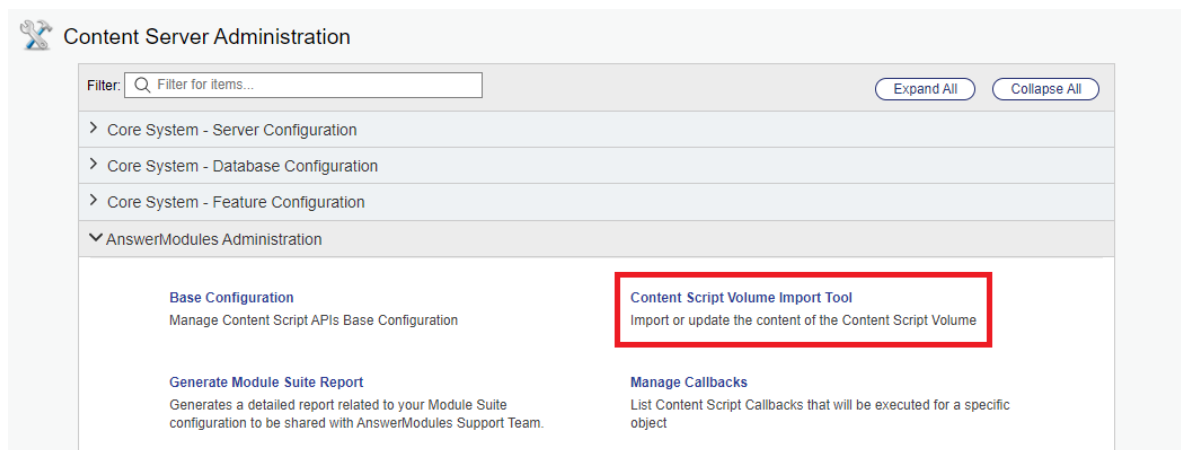 Content Server Administration
Filter: Filter for items...
Expand All
Collapse All
Core System - Server Configuration
Core System - Database Configuration
Core System - Feature Configuration
AnswerModules Administration
Base Configuration
Manage Content Script APIs Base Configuration
Content Script Volume Import Tool
Import or update the content of the Content Script Volume
Generate Module Suite Report
Generates a detailed report related to your Module Suite
configuration to be shared with AnswerModules Support Team.
Manage Callbacks
List Content Script Callbacks that will be executed for a specific
object